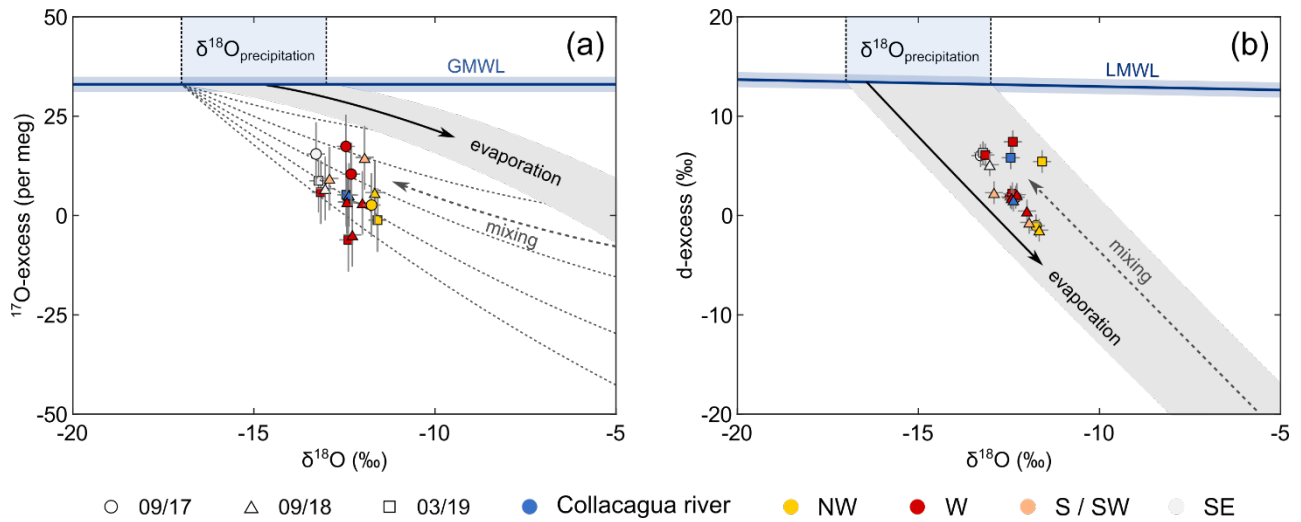 (a)
δ18Oprecipitation
GMWL
evaporation
mixing
50
25
0
-25
-50
17O-excess (per meg)
-20
-15
-10
-5
δ18O (‰)
(b)
δ18Oprecipitation
LMWL
evaporation
mixing
20
10
0
-10
-20
d-excess (‰)
-20
-15
-10
-5
δ18O (‰)
09/17
09/18
03/19
Collacagua river
NW
W
S / SW
SE